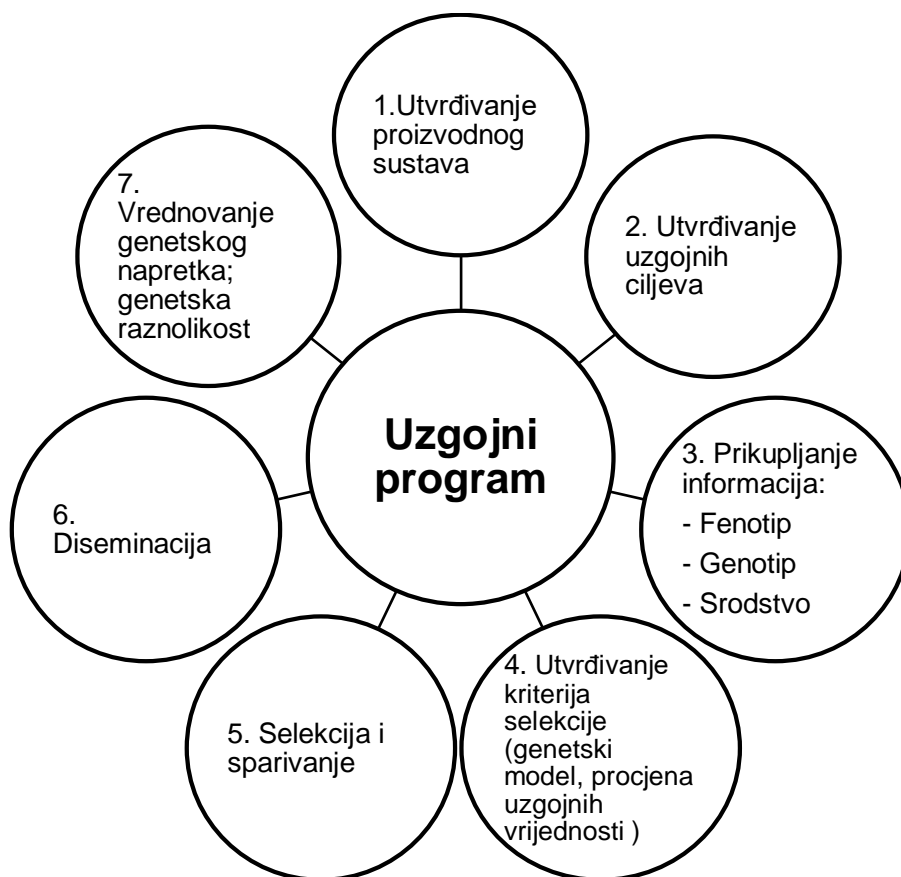 1.Utvrđivanje
proizvodnog
sustava
2. Utvrđivanje
uzgojnih
ciljeva
3. Prikupljanje
informacija:
- Fenotip
- Genotip
- Srodstvo
4. Utvrđivanje
kriterija
selekcije
(genetski
model, procjena
uzgojnih
vrijednosti )
5. Selekcija i
sparivanje
6.
Diseminacija
7.
Vrednovanje
genetskog
napretka;
genetska
raznolikost
Uzgojni
program